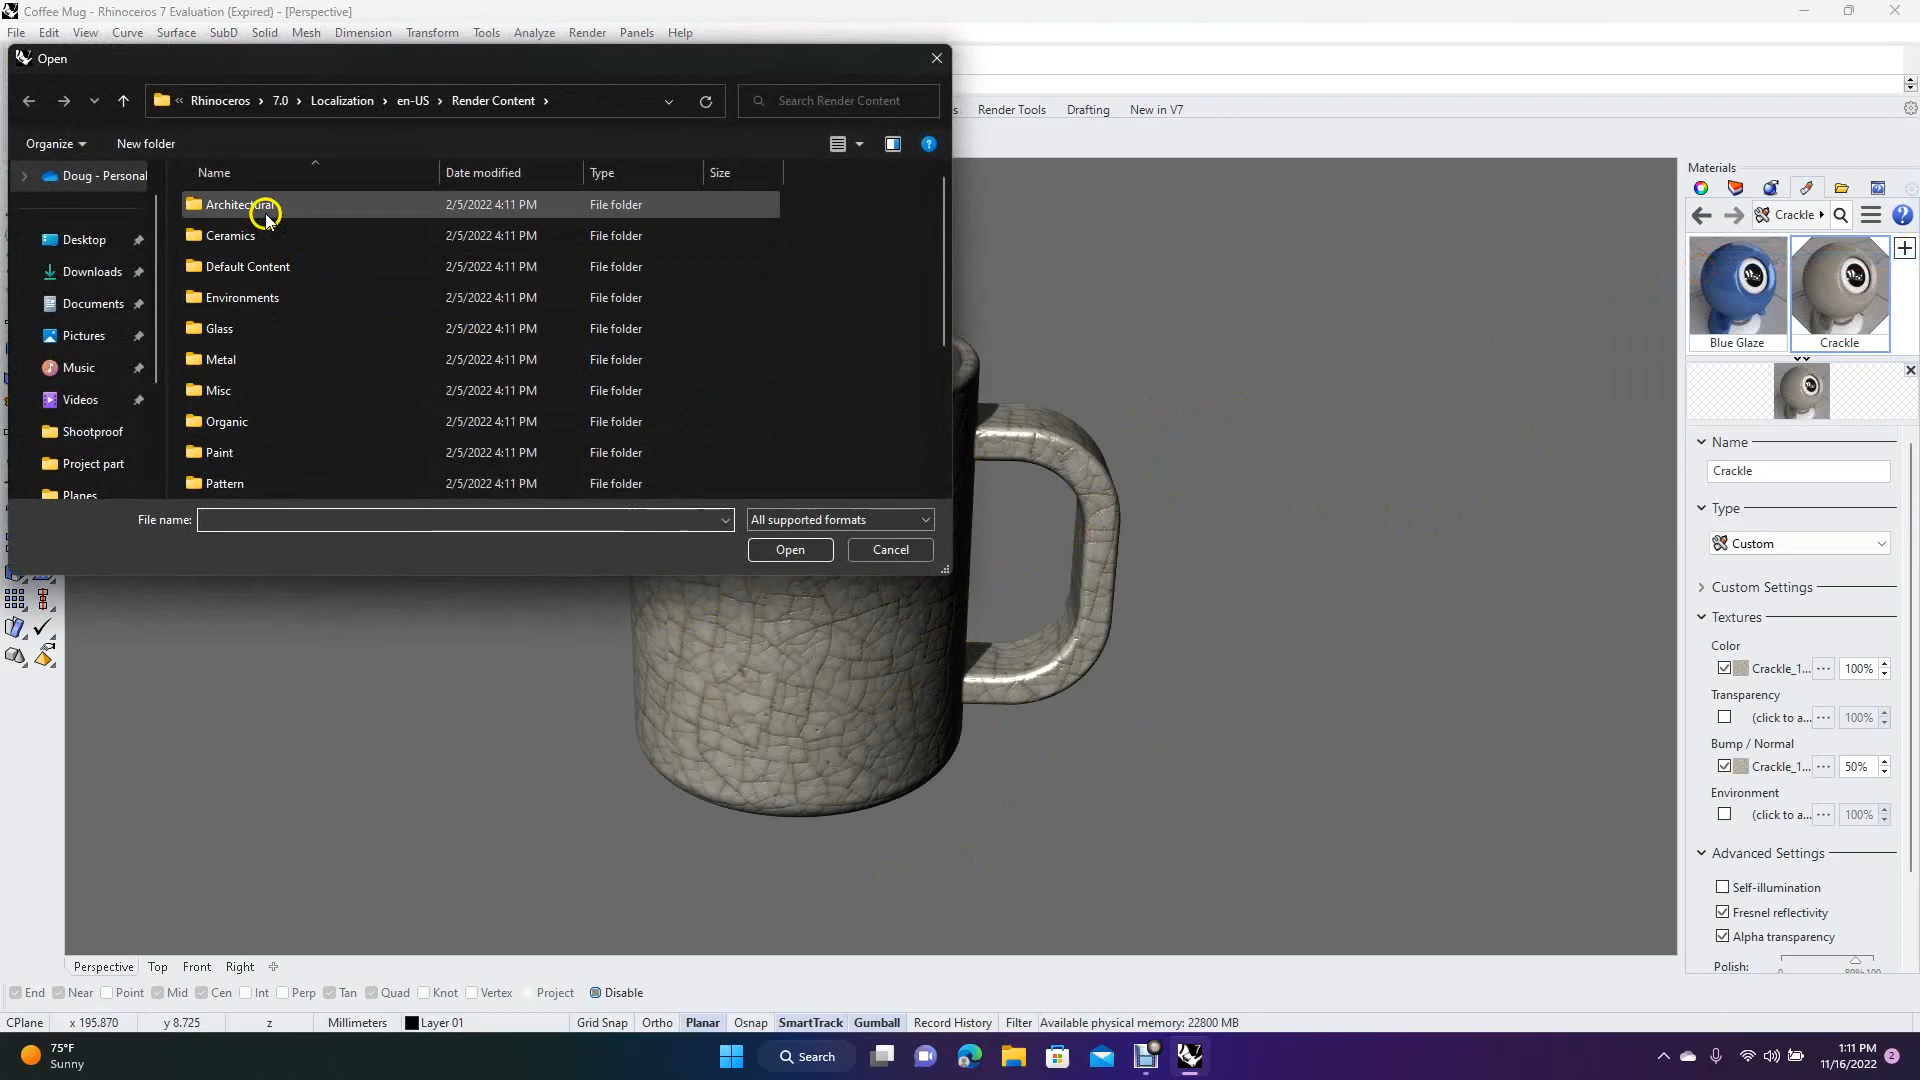 Coffee Mug - Rhinoceros 7 Evaluation (Expired) - [Perspective]
File Edit View Curve Surface SubD Solid Mesh Dimension Transform Tools Analyze Render Panels Help
Open
« Rhinoceros > 7.0 > Localization > en-US > Render Content >
Search Render Content
Render Tools Drafting New in V7
Organize New folder
Name Date modified Type Size
Doug - Personal
Desktop
Downloads
Documents
Pictures
Music
Videos
Shootproof
Project part
Planes
Architectural 2/5/2022 4:11 PM File folder
Ceramics 2/5/2022 4:11 PM File folder
Default Content 2/5/2022 4:11 PM File folder
Environments 2/5/2022 4:11 PM File folder
Glass 2/5/2022 4:11 PM File folder
Metal 2/5/2022 4:11 PM File folder
Misc 2/5/2022 4:11 PM File folder
Organic 2/5/2022 4:11 PM File folder
Paint 2/5/2022 4:11 PM File folder
Pattern 2/5/2022 4:11 PM File folder
File name:
All supported formats
Open Cancel
Materials
Crackle
Blue Glaze Crackle
Name
Crackle
Type
Custom
Custom Settings
Textures
Color
Crackle_1... 100%
Transparency
(click to a... 100%
Bump / Normal
Crackle_1... 50%
Environment
(click to a... 100%
Advanced Settings
Self-illumination
Fresnel reflectivity
Alpha transparency
Polish:
Perspective Top Front Right
End Near Point Mid Cen Int Perp Tan Quad Knot Vertex Project Disable
CPlane x 195.870 y 8.725 z Millimeters Layer 01 Grid Snap Ortho Planar Osnap SmartTrack Gumball Record History Filter Available physical memory: 22800 MB
75°F
Sunny
Search
1:11 PM
11/16/2022
2